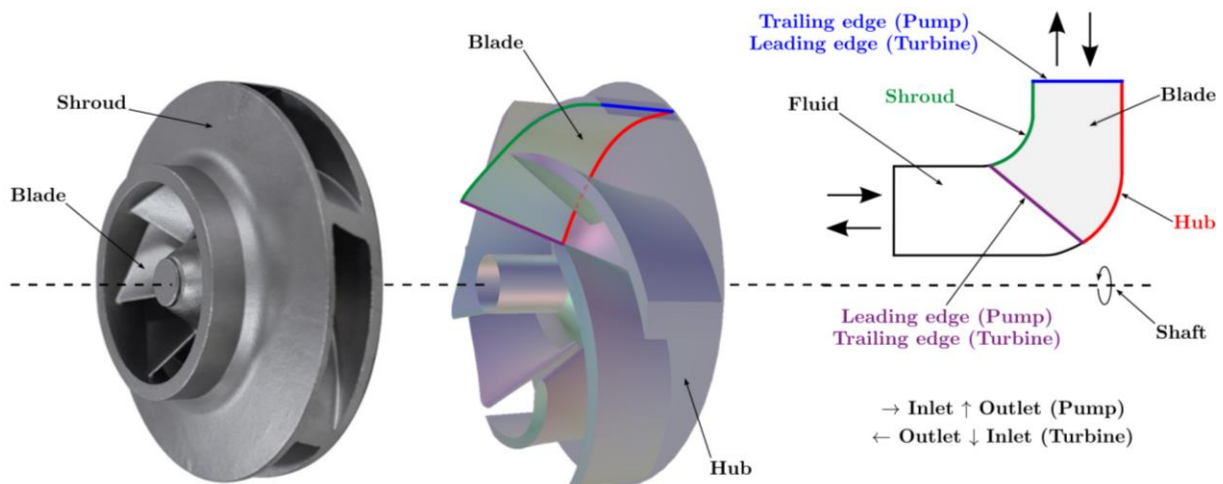 Shroud
Blade
Blade
Hub
Trailing edge (Pump)
Leading edge (Turbine)
Fluid
Shroud
Blade
Hub
Leading edge (Pump)
Trailing edge (Turbine)
Shaft
→ Inlet ↑ Outlet (Pump)
← Outlet ↓ Inlet (Turbine)